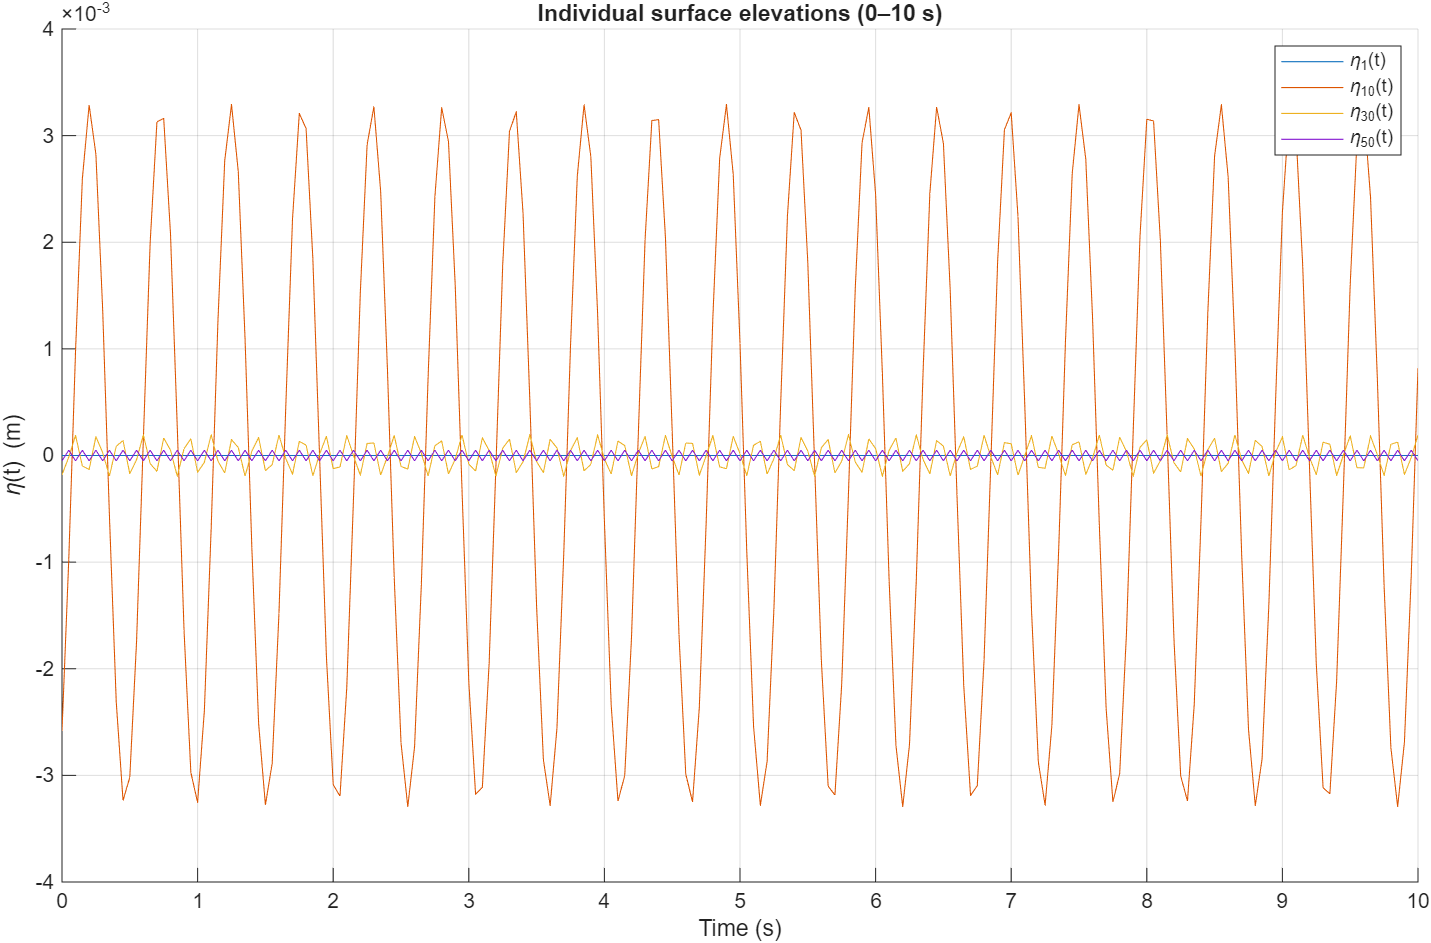 Individual surface elevations (0–10 s)
×10-3
4
3
2
1
0
-1
-2
-3
-4
η(t) (m)
η1(t)
η10(t)
η30(t)
η50(t)
0 1 2 3 4 5 6 7 8 9 10
Time (s)